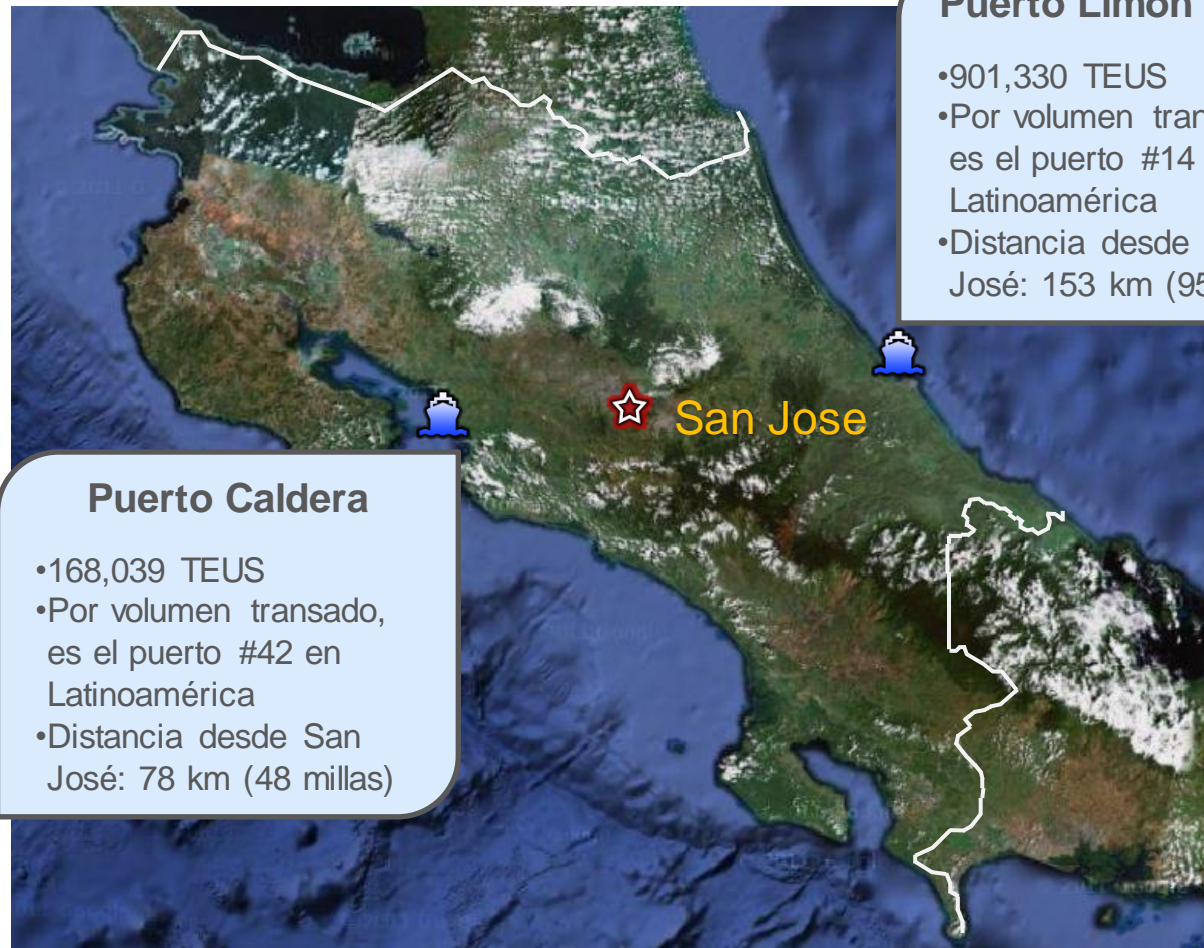 Puerto Limón
•901,330 TEUS
•Por volumen
es el puerto #14
Latinoamérica
•Distancia desde
José: 153 km (95
San Jose
Puerto Caldera
•168,039 TEUS
•Por volumen transado,
es el puerto #42 en
Latinoamérica
•Distancia desde San
José: 78 km (48 millas)